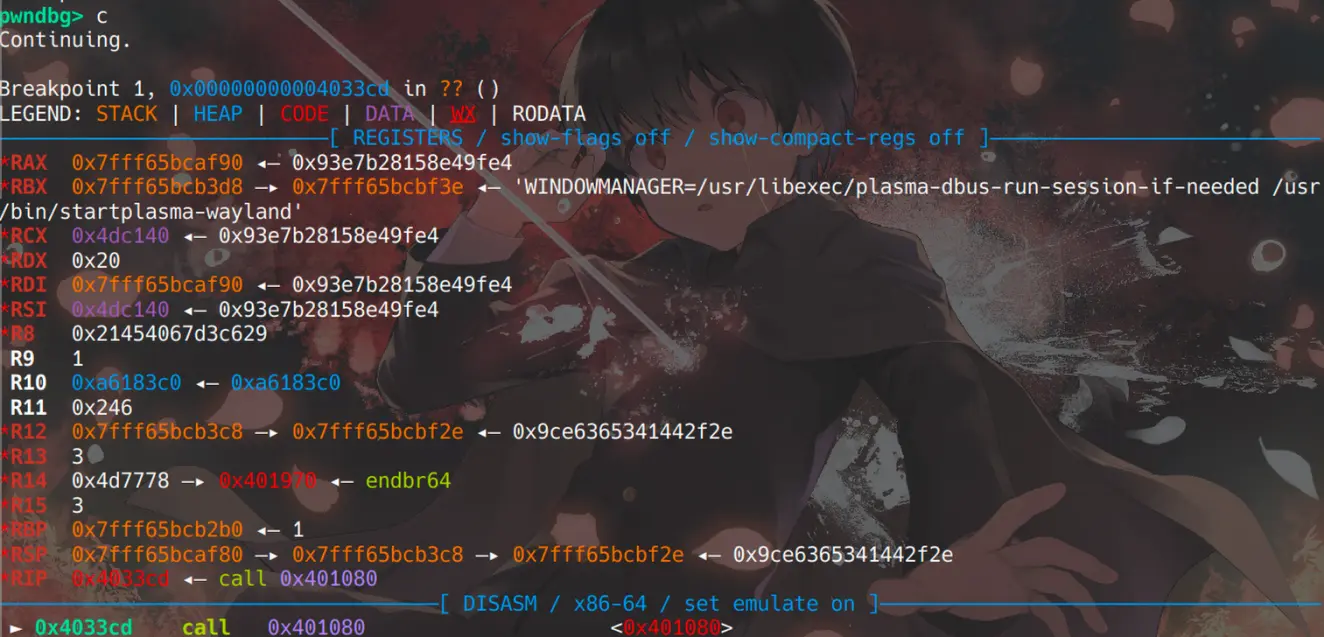 pwndbg> c
Continuing.
Breakpoint 1, 0x00000000004033cd in ?? ()
LEGEND: STACK | HEAP | CODE | DATA | WX | RODATA
[ REGISTERS / show-flags off / show-compact-regs off ]
*RAX  0x7fff65bcaf90 ◂— 0x93e7b28158e49fe4
*RBX  0x7fff65bcb3d8 —▸ 0x7fff65bcbf3e ◂— 'WINDOWMANAGER=/usr/libexec/plasma-dbus-run-session-if-needed /usr
/bin/startplasma-wayland'
*RCX  0x4dc140 ◂— 0x93e7b28158e49fe4
*RDX  0x20
*RDI  0x7fff65bcaf90 ◂— 0x93e7b28158e49fe4
*RSI  0x4dc140 ◂— 0x93e7b28158e49fe4
*R8   0x21454067d3c629
 R9   1
 R10  0xa6183c0 ◂— 0xa6183c0
 R11  0x246
*R12  0x7fff65bcb3c8 —▸ 0x7fff65bcbf2e ◂— 0x9ce6365341442f2e
*R13  3
*R14  0x4d7778 —▸ 0x401970 ◂— endbr64
*R15  3
*RBP  0x7fff65bcb2b0 ◂— 1
*RSP  0x7fff65bcaf80 —▸ 0x7fff65bcb3c8 —▸ 0x7fff65bcbf2e ◂— 0x9ce6365341442f2e
*RIP  0x4033cd ◂— call 0x401080
[ DISASM / x86-64 / set emulate on ]
► 0x4033cd    call   0x401080                    <0x401080>